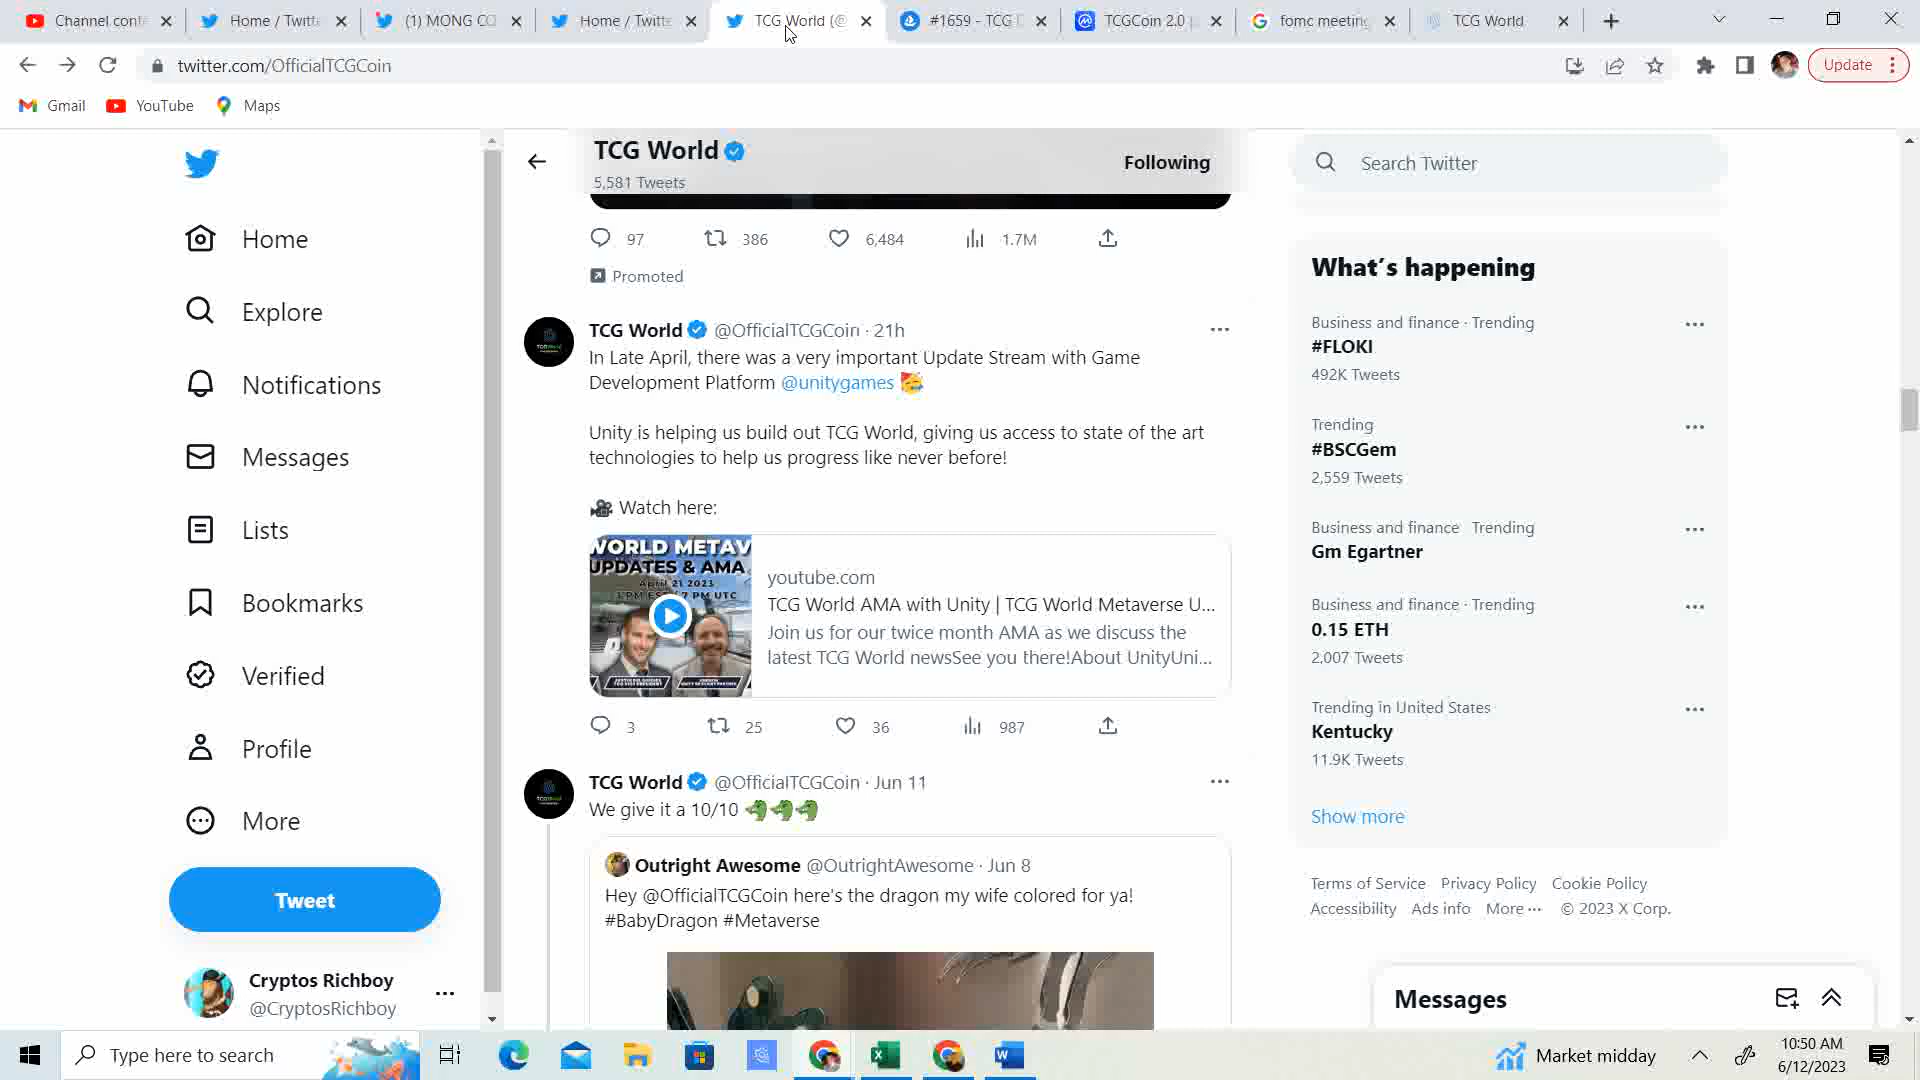 Channel cont
Home / Twitte
(1) MONG CO
Home / Twitte
TCG World (@
#1659 - TCG D
TCGCoin 2.0 p
fomc meeting
TCG World
twitter.com/OfficialTCGCoin
Update
Gmail
YouTube
Maps
TCG World
5,581 Tweets
Following
Search Twitter
Home
Explore
Notifications
Messages
Lists
Bookmarks
Verified
Profile
More
Tweet
Cryptos Richboy
@CryptosRichboy
97 386 6,484 1.7M
Promoted
TCG World @OfficialTCGCoin · 21h
In Late April, there was a very important Update Stream with Game
Development Platform @unitygames
Unity is helping us build out TCG World, giving us access to state of the art
technologies to help us progress like never before!
Watch here:
WORLD METAV
UPDATES & AMA
April 21 2023
youtube.com
TCG World AMA with Unity | TCG World Metaverse U...
Join us for our twice month AMA as we discuss the
latest TCG World newsSee you there!About UnityUni...
3 25 36 987
TCG World @OfficialTCGCoin · Jun 11
We give it a 10/10
Outright Awesome @OutrightAwesome · Jun 8
Hey @OfficialTCGCoin here's the dragon my wife colored for ya!
#BabyDragon #Metaverse
What's happening
Business and finance · Trending
#FLOKI
492K Tweets
Trending
#BSCGem
2,559 Tweets
Business and finance · Trending
Gm Egartner
Business and finance · Trending
0.15 ETH
2,007 Tweets
Trending in United States
Kentucky
11.9K Tweets
Show more
Terms of Service Privacy Policy Cookie Policy
Accessibility Ads info More ··· © 2023 X Corp.
Messages
Type here to search
Market midday
10:50 AM
6/12/2023